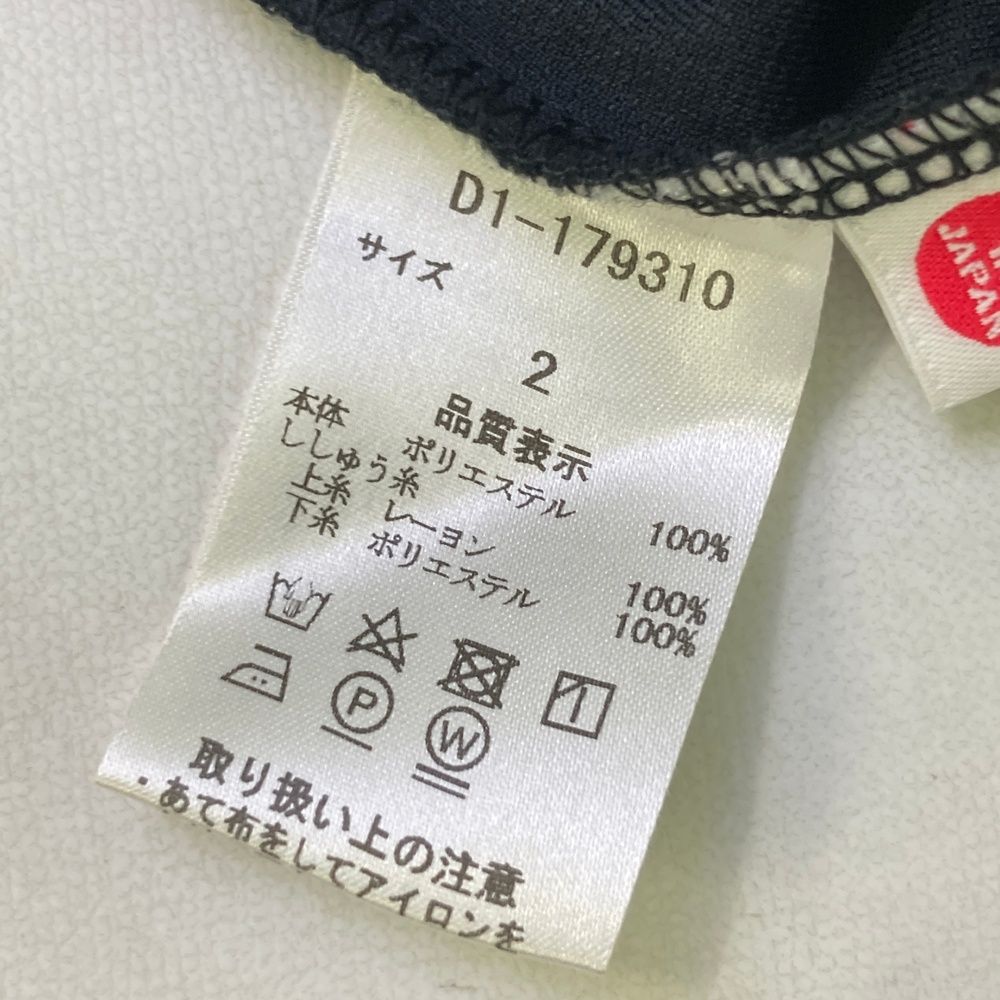 D1-179310
サイズ
2
品質表示
本体 ポリエステル 100%
ししゅう糸
上糸 レーヨン 100%
下糸 ポリエステル 100%
P
W
取り扱い上の注意
・あて布をしてアイロンを
JAPAN